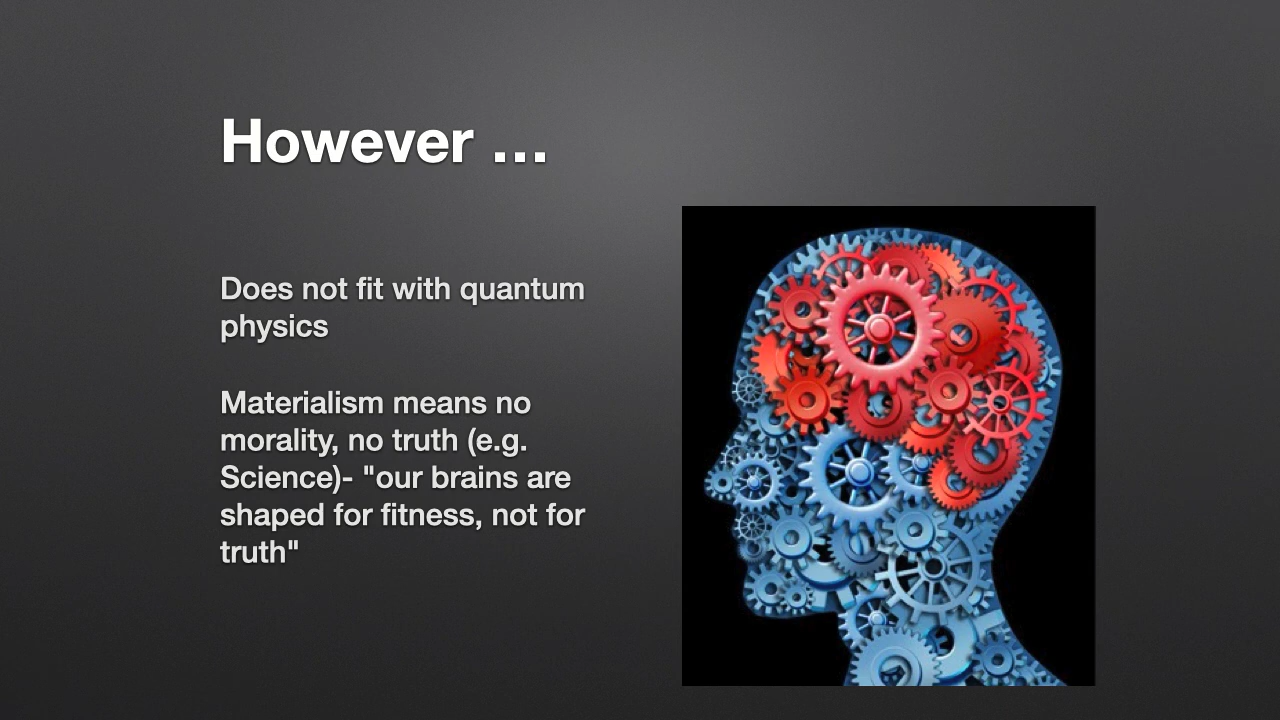 However ...
Does not fit with quantum
physics
Materialism means no
morality, no truth (e.g.
Science)- "our brains are
shaped for fitness, not for
truth"